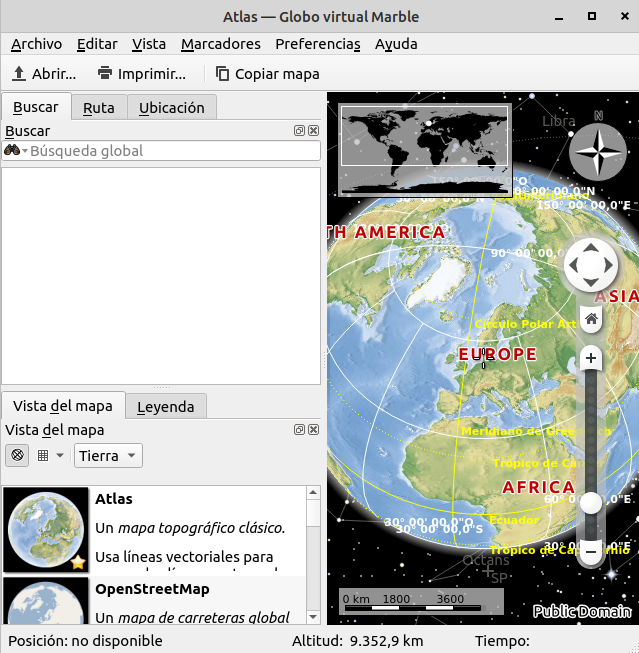 Atlas — Globo virtual Marble
Archivo Editar Vista Marcadores Preferencias Ayuda
Abrir... Imprimir... Copiar mapa
Buscar Ruta Ubicación
Buscar
Búsqueda global
Vista del mapa Leyenda
Vista del mapa
Tierra
Atlas
Un mapa topográfico clásico.
Usa líneas vectoriales para
OpenStreetMap
Un mapa de carreteras global
Libra
N
150° 00' 00,0"E
TH AMERICA
90° 00' 00,0
ASIA
Círculo Polar Árt
EUROPE
Meridiano de Greenwich
Trópico de Ca
AFRICA
60° 00' 00,0"E
30° 00' 00,0"O
Ecuador
30° 00' 00,0"S
30° 00' 00,0"E
Trópico de Capricornio
Octans
SP
0 km 1800 3600
Public Domain
Posición: no disponible Altitud: 9.352,9 km Tiempo: